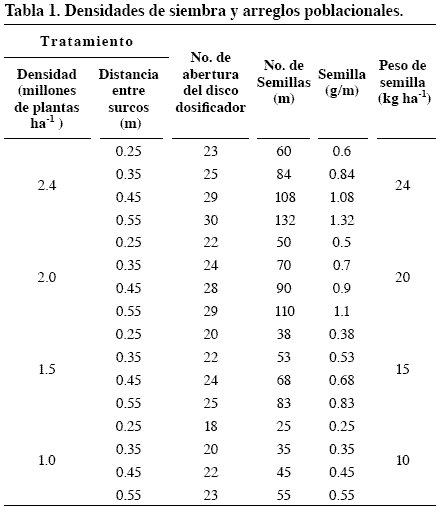 Tabla 1. Densidades de siembra y arreglos poblacionales.
Tratamiento
Densidad (millones de plantas ha-1 )
Distancia entre surcos (m)
No. de abertura del disco dosificador
No. de Semillas (m)
Semilla (g/m)
Peso de semilla (kg ha-1)
0.25 23 60 0.6
0.35 25 84 0.84
2.4 24
0.45 29 108 1.08
0.55 30 132 1.32
0.25 22 50 0.5
0.35 24 70 0.7
2.0 20
0.45 28 90 0.9
0.55 29 110 1.1
0.25 20 38 0.38
0.35 22 53 0.53
1.5 15
0.45 24 68 0.68
0.55 25 83 0.83
0.25 18 25 0.25
0.35 20 35 0.35
1.0 10
0.45 22 45 0.45
0.55 23 55 0.55